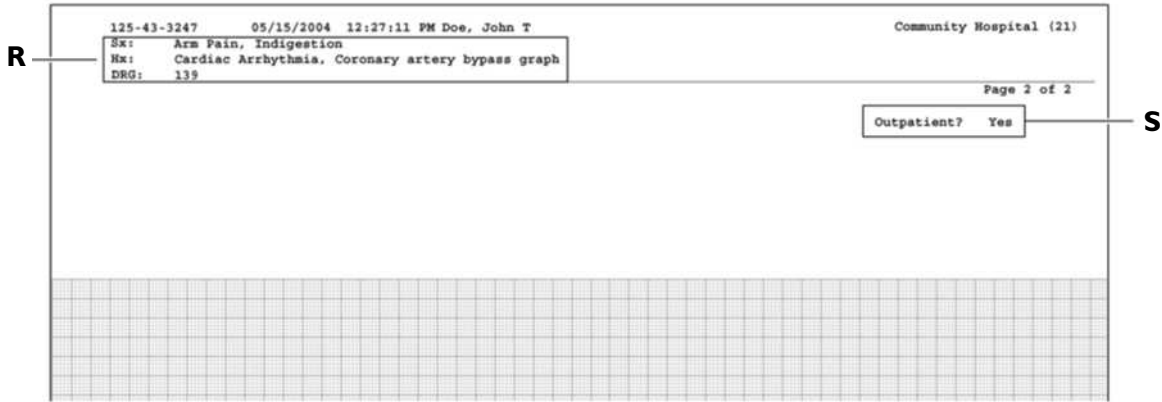 125-43-3247 05/15/2004 12:27:11 PM Doe, John T Community Hospital (21)
Sx: Arm Pain, Indigestion
R
Hx: Cardiac Arrhythmia, Coronary artery bypass graph
DRG: 139
Page 2 of 2
Outpatient? Yes
S